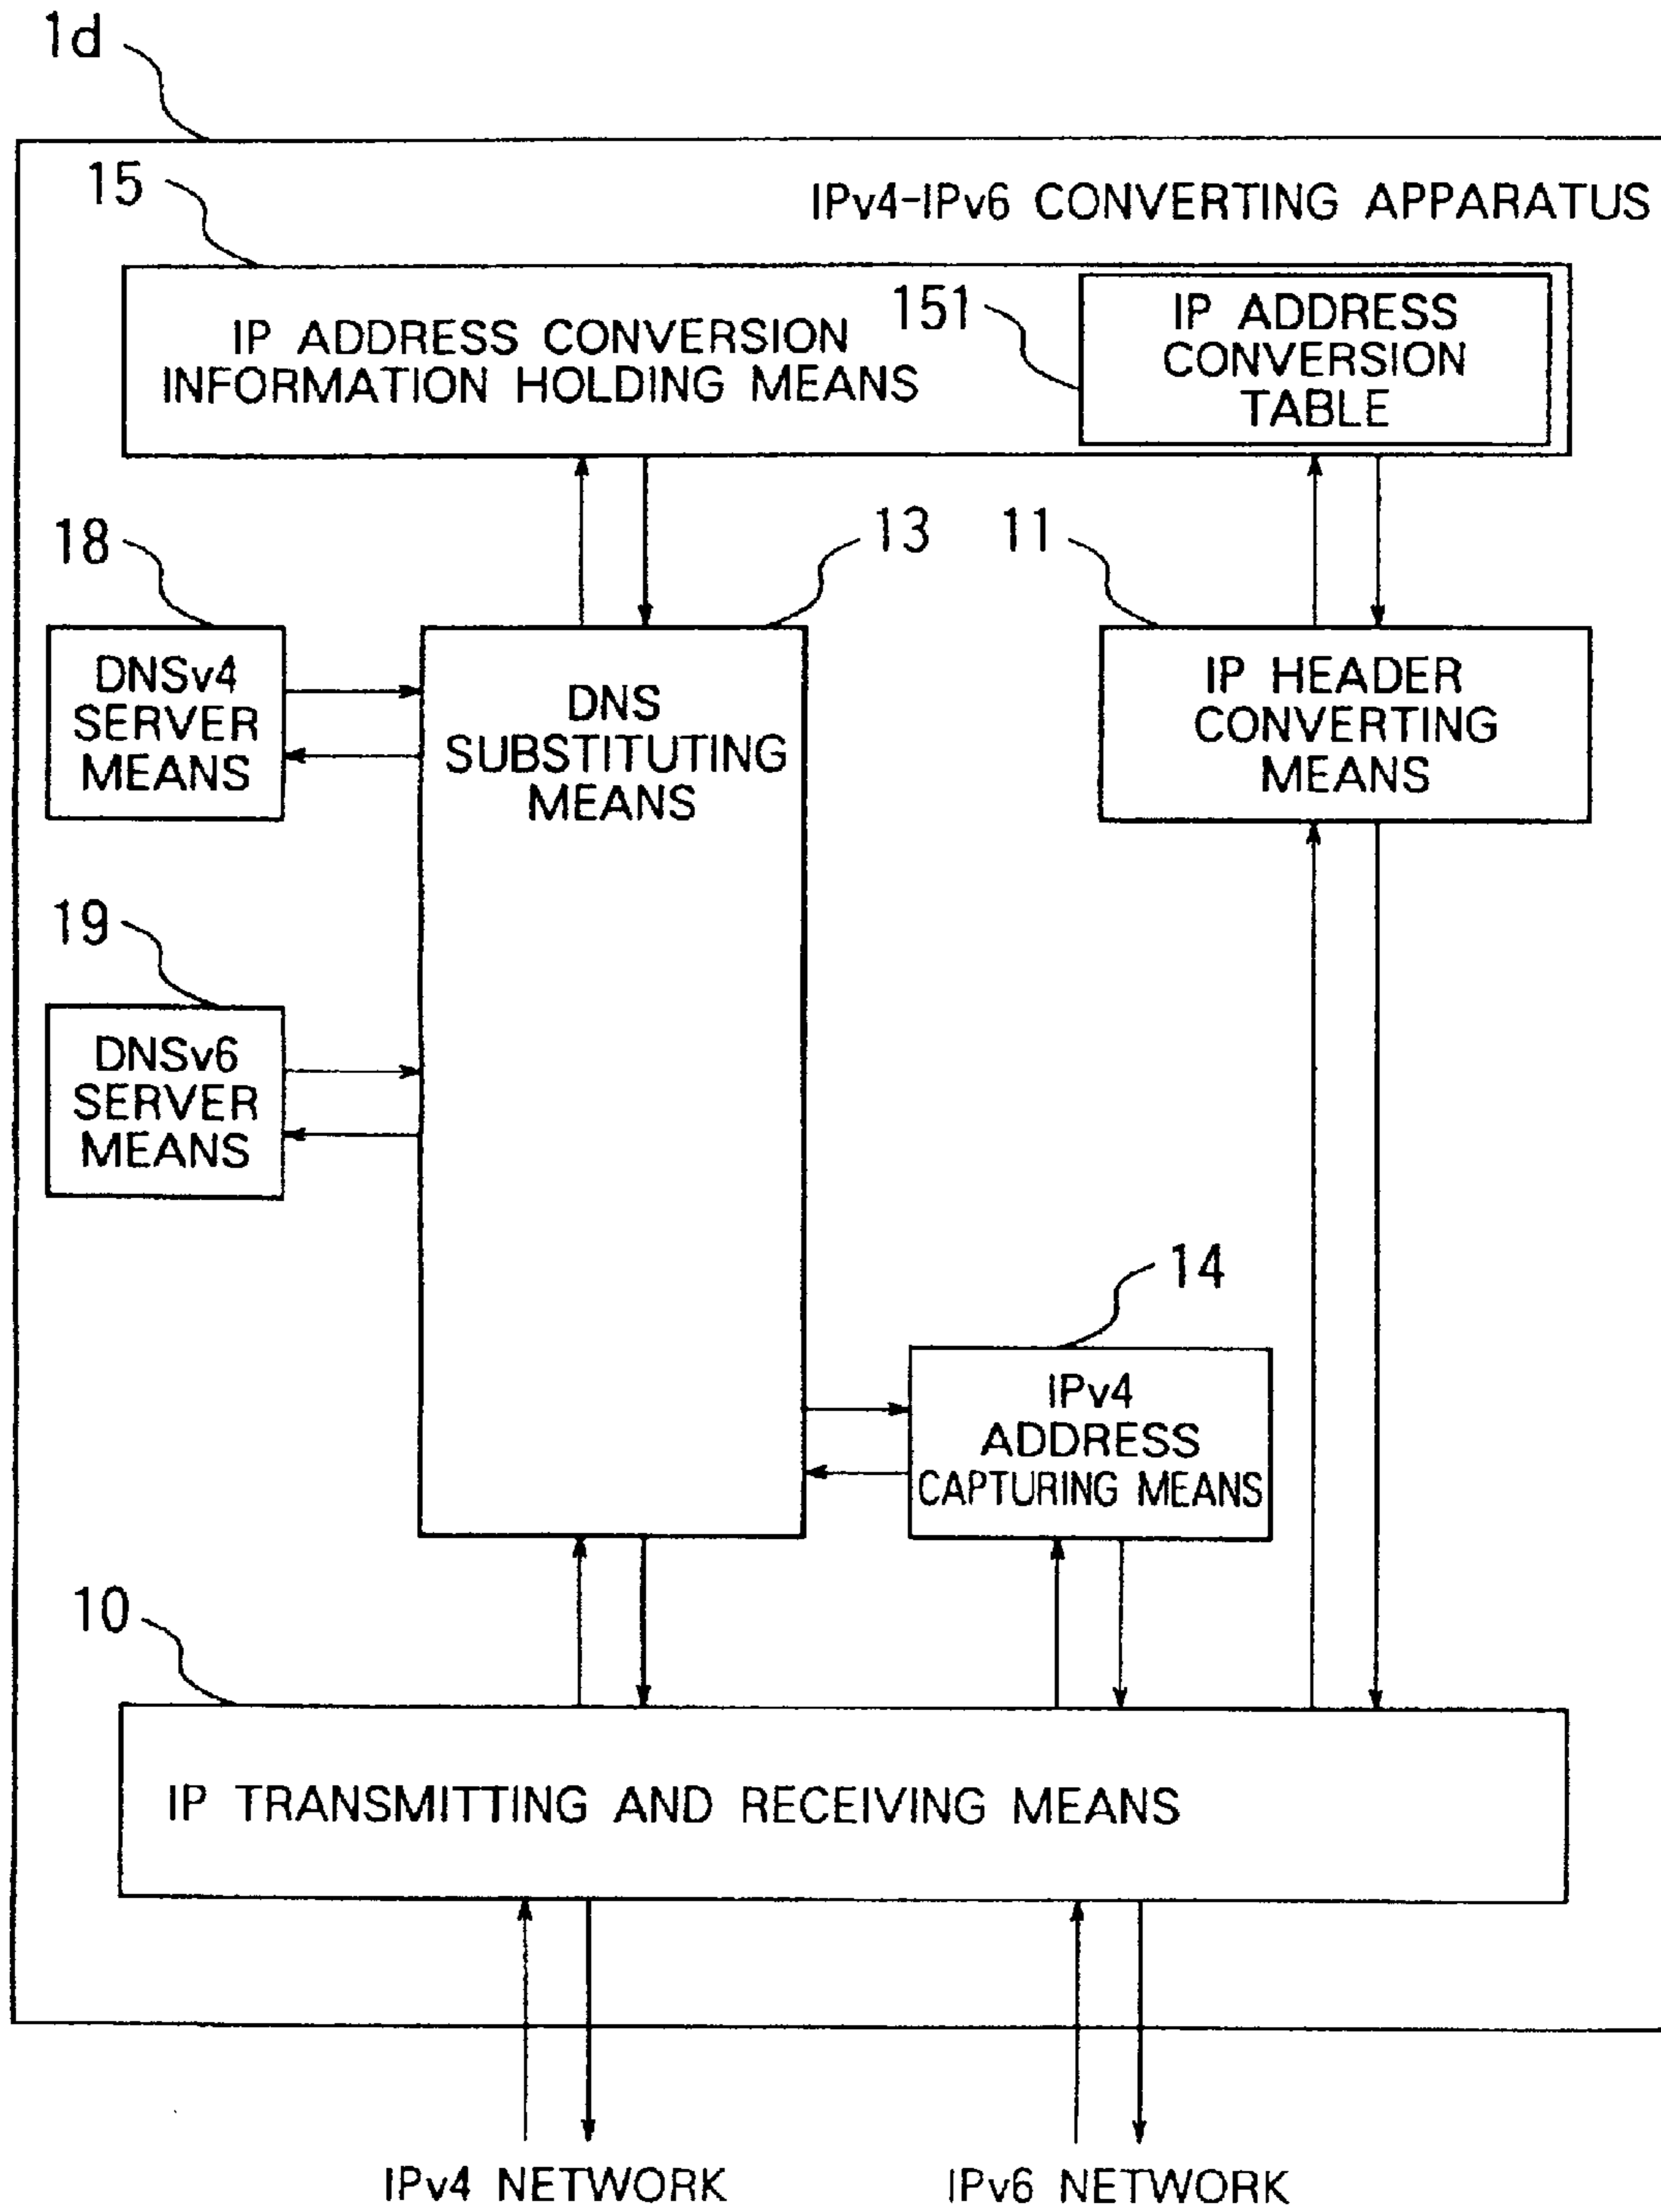 1d
15
IPv4-IPv6 CONVERTING APPARATUS
IP ADDRESS CONVERSION
INFORMATION HOLDING MEANS
151
IP ADDRESS
CONVERSION
TABLE
18
13
11
DNSv4
SERVER
MEANS
DNS
SUBSTITUTING
MEANS
IP HEADER
CONVERTING
MEANS
19
DNSv6
SERVER
MEANS
14
IPv4
ADDRESS
CAPTURING MEANS
10
IP TRANSMITTING AND RECEIVING MEANS
IPv4 NETWORK
IPv6 NETWORK